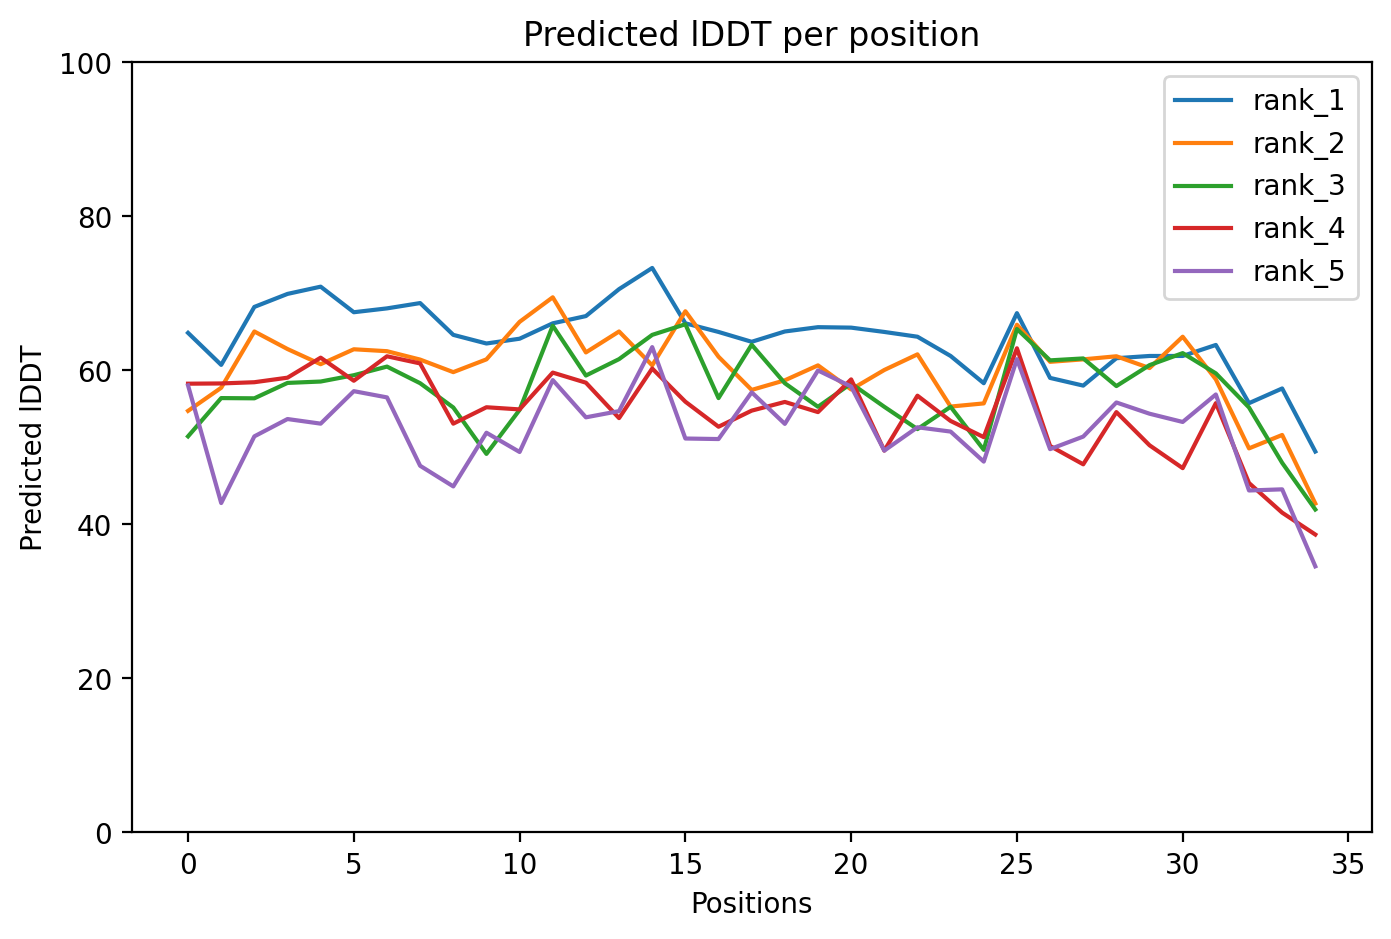 Predicted lDDT per position
100
80
60
40
20
0
Predicted lDDT
rank_1
rank_2
rank_3
rank_4
rank_5
0 5 10 15 20 25 30 35
Positions